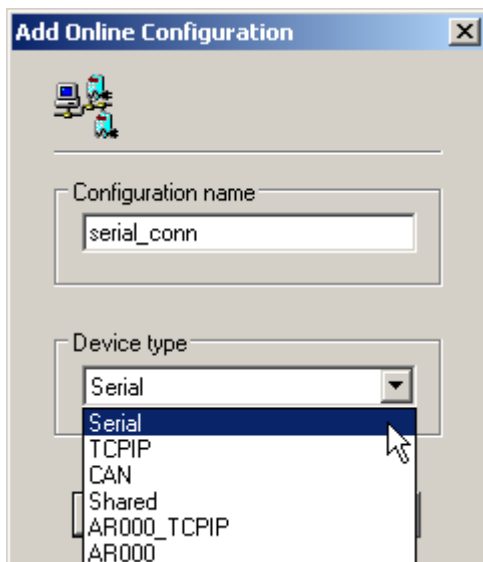 Add Online Configuration
Configuration name
serial_conn
Device type
Serial
Serial
TCPIP
CAN
Shared
AR000_TCPIP
AR000